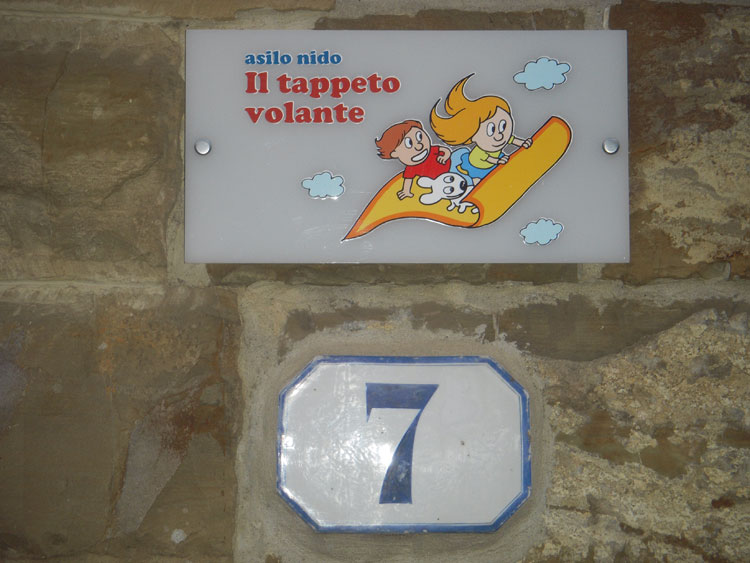 asilo nido
Il tappeto
volante
7